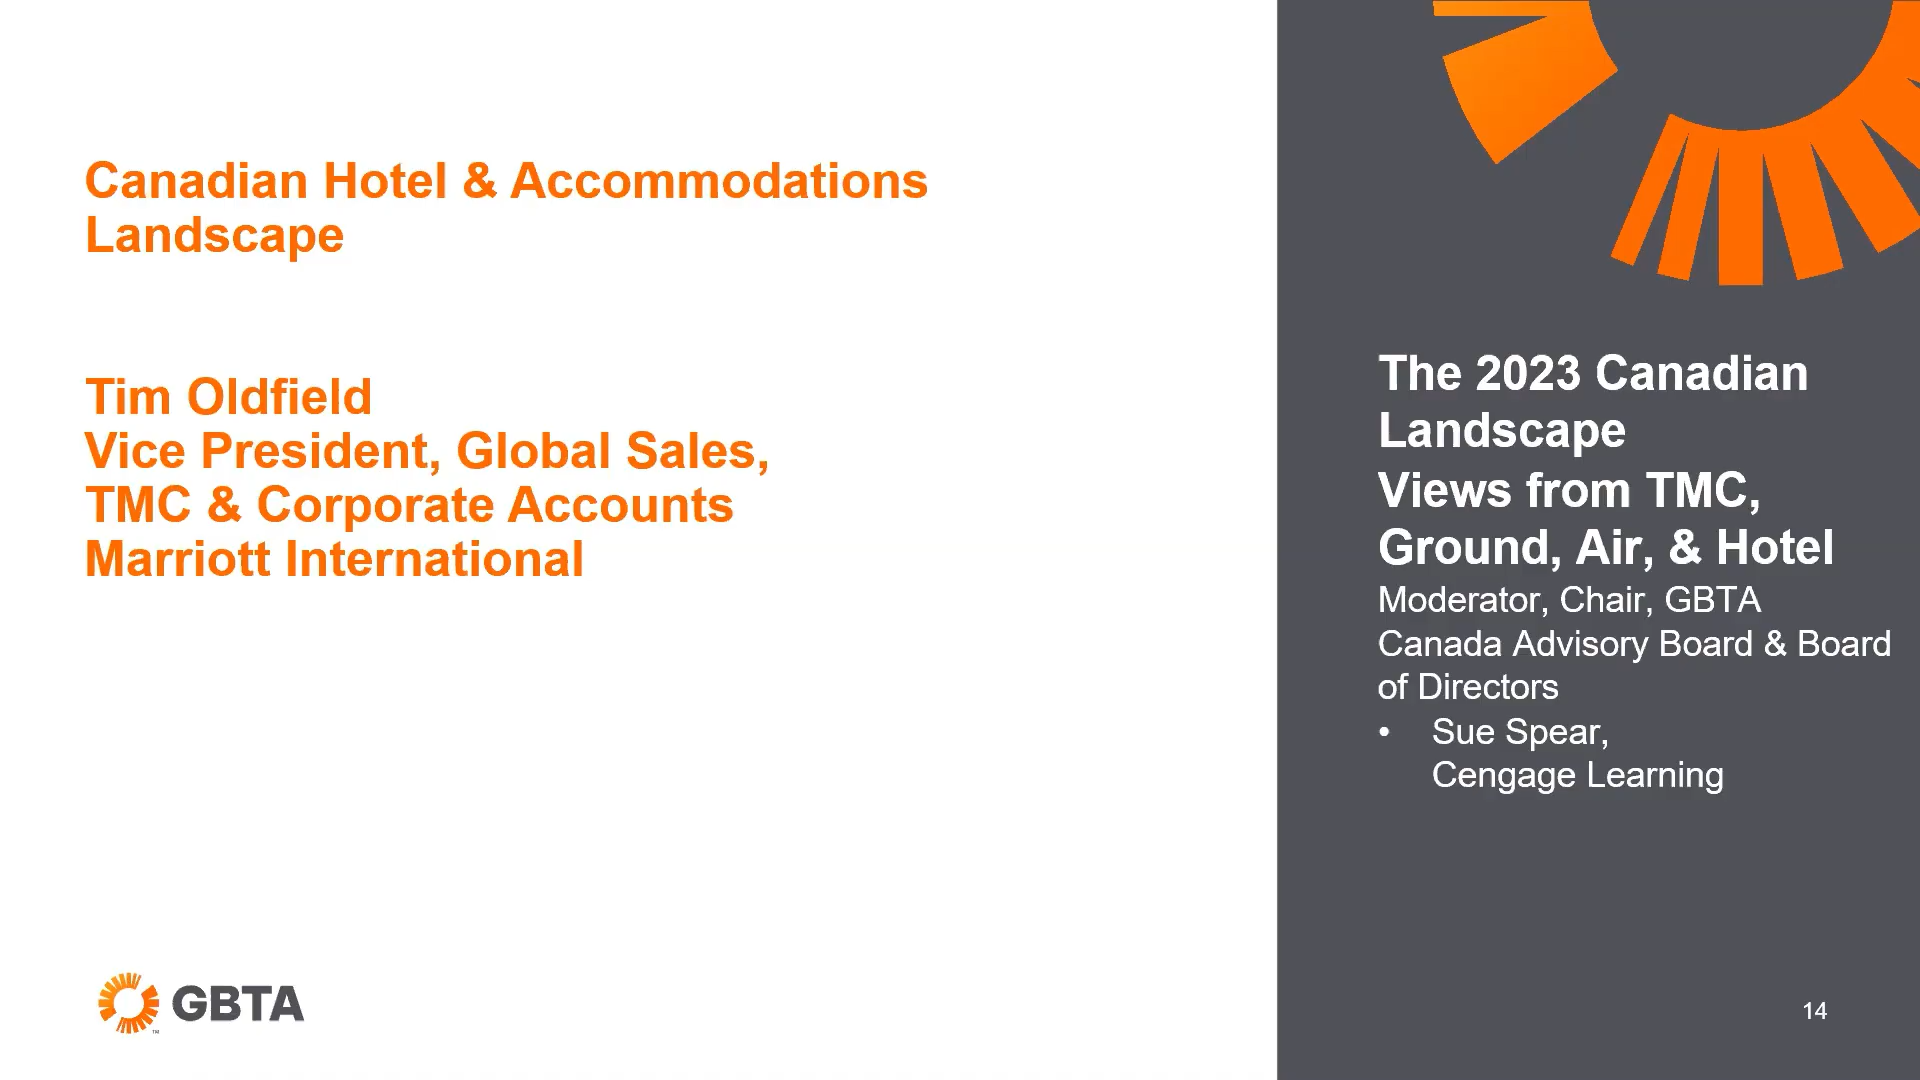 Canadian Hotel & Accommodations
Landscape
Tim Oldfield
Vice President, Global Sales,
TMC & Corporate Accounts
Marriott International
The 2023 Canadian
Landscape
Views from TMC,
Ground, Air, & Hotel
Moderator, Chair, GBTA
Canada Advisory Board & Board
of Directors
• Sue Spear,
Cengage Learning
GBTA
TM
14